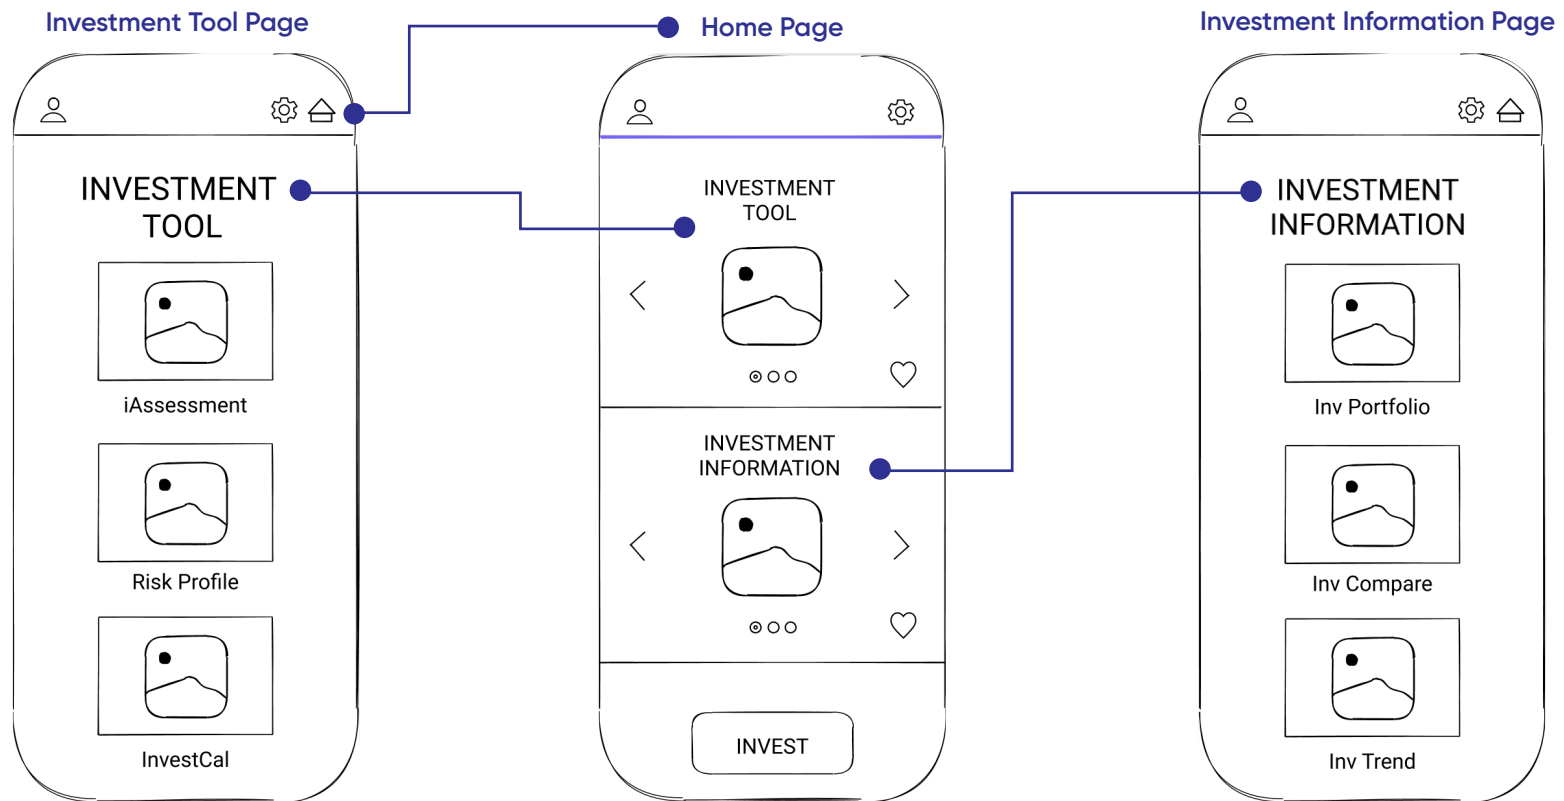 Investment Tool Page
INVESTMENT
TOOL
iAssessment
Risk Profile
InvestCal
Home Page
INVESTMENT
TOOL
INVESTMENT
INFORMATION
INVEST
Investment Information Page
INVESTMENT
INFORMATION
Inv Portfolio
Inv Compare
Inv Trend